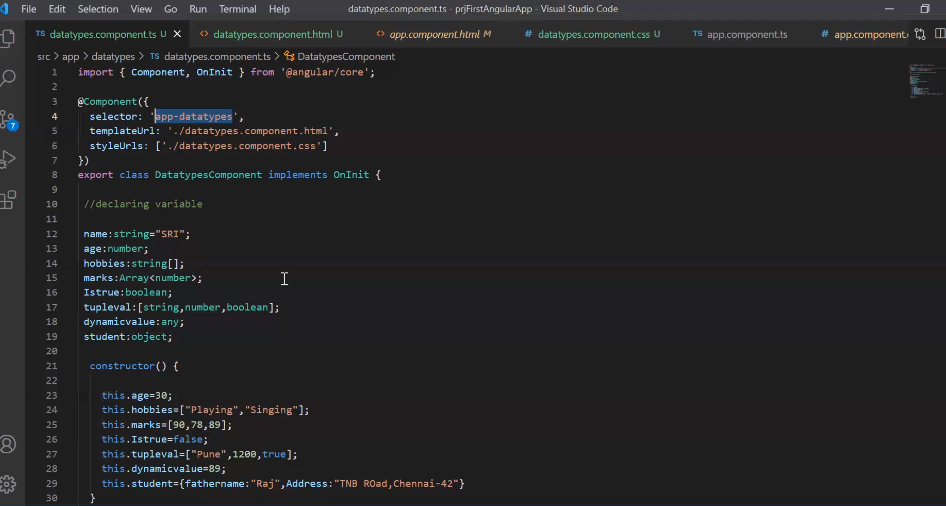 File Edit Selection View Go Run Terminal Help datatypes.component.ts - prjFirstAngularApp - Visual Studio Code
datatypes.component.ts U datatypes.component.html U app.component.html M datatypes.component.css U app.component.ts app.component.
src > app > datatypes > datatypes.component.ts > DatatypesComponent
1 import { Component, OnInit } from '@angular/core';
2
3 @Component({
4 selector: 'app-datatypes',
5 templateUrl: './datatypes.component.html',
6 styleUrls: ['./datatypes.component.css']
7 })
8 export class DatatypesComponent implements OnInit {
9
10 //declaring variable
11
12 name:string="SRI";
13 age:number;
14 hobbies:string[];
15 marks:Array<number>;
16 Istrue:boolean;
17 tupleval:[string,number,boolean];
18 dynamicvalue:any;
19 student:object;
20
21 constructor() {
22
23 this.age=30;
24 this.hobbies=["Playing","Singing"];
25 this.marks=[90,78,89];
26 this.Istrue=false;
27 this.tupleval=["Pune",1200,true];
28 this.dynamicvalue=89;
29 this.student={fathername:"Raj",Address:"TNB ROad,Chennai-42"}
30 }
7